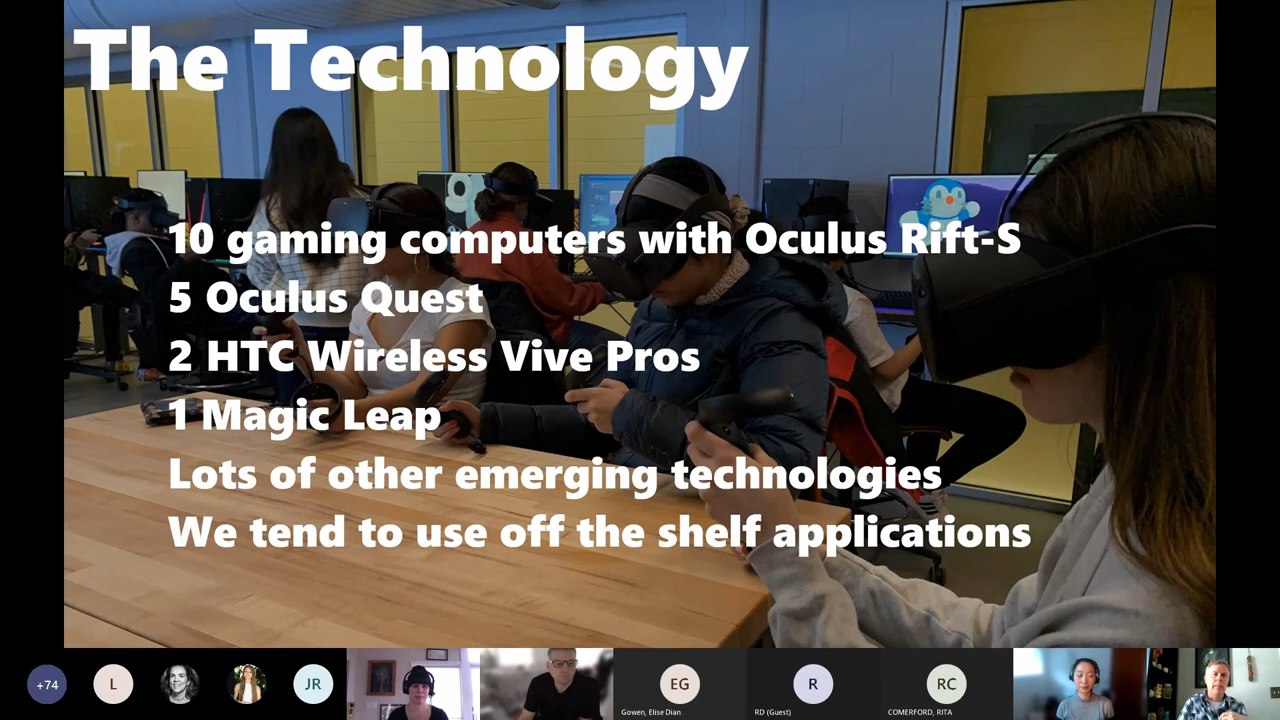 The Technology
10 gaming computers with Oculus Rift-S
5 Oculus Quest
2 HTC Wireless Vive Pros
1 Magic Leap
Lots of other emerging technologies
We tend to use off the shelf applications
+74
L
JR
EG
Gowen, Elise Dian
R
RD (Guest)
RC
COMERFORD, RITA